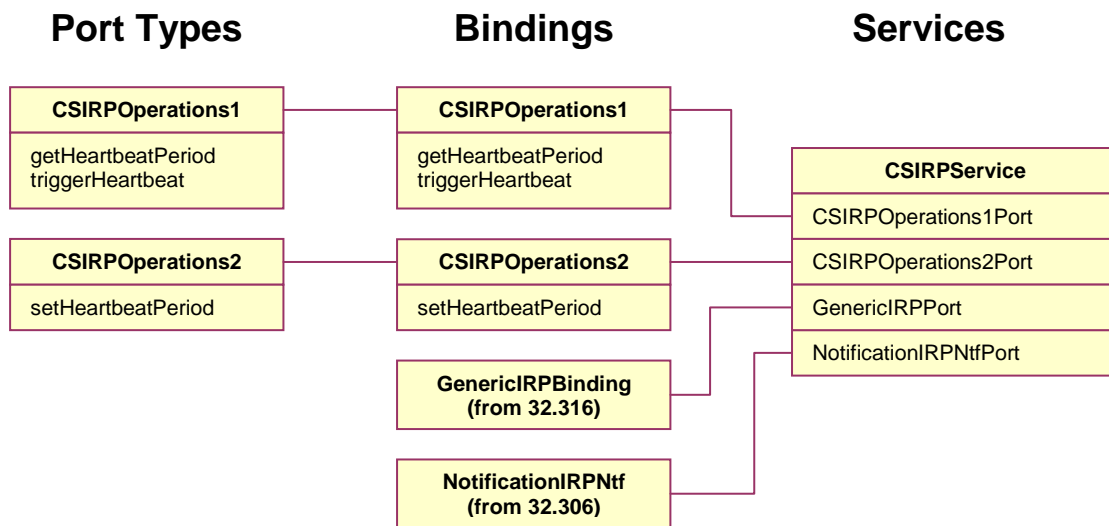 Port Types
Bindings
Services
CSIRPOperations1
getHeartbeatPeriod
triggerHeartbeat
CSIRPOperations2
setHeartbeatPeriod
CSIRPOperations1
getHeartbeatPeriod
triggerHeartbeat
CSIRPOperations2
setHeartbeatPeriod
GenericIRPBinding
(from 32.316)
NotificationIRPNtf
(from 32.306)
CSIRPService
CSIRPOperations1Port
CSIRPOperations2Port
GenericIRPPort
NotificationIRPNtfPort